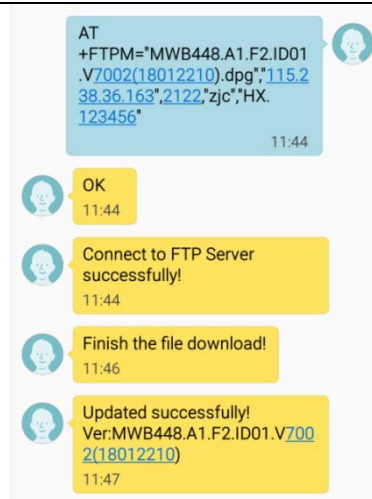 AT
+FTPM="MWB448.A1.F2.ID01
.V7002(18012210).dpg","115.2
38.36.163",2122,"zjc","HX.
123456"
11:44
OK
11:44
Connect to FTP Server
successfully!
11:44
Finish the file download!
11:46
Updated successfully!
Ver:MWB448.A1.F2.ID01.V700
2(18012210)
11:47